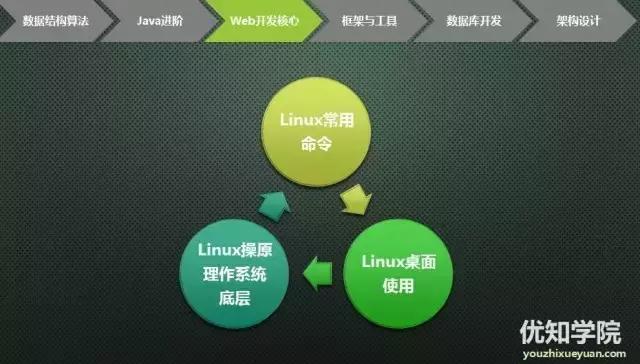 数据结构算法
Java进阶
Web开发核心
框架与工具
数据库开发
架构设计
Linux常用
命令
Linux操原
理作系统
底层
Linux桌面
使用
优知学院
youzhixueyuan.com